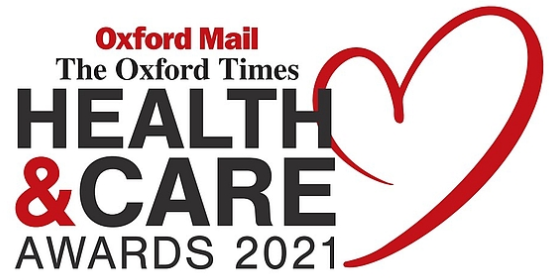 Oxford Mail
The Oxford Times
HEALTH
&CARE
AWARDS 2021